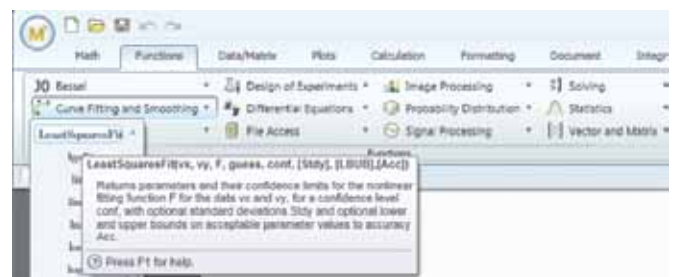 Math Functions Data/Matrix Plots Calculation Formatting Document Integr
J0 Bessel Design of Experiments Image Processing Solving
Curve Fitting and Smoothing Differential Equations Probability Distribution Statistics
LeastSquaresFit File Access Signal Processing Vector and Matrix
Functions
LeastSquaresFit(vx, vy, F, guess, conf, [Stdy], [LBUB],[Acc])
Returns parameters and their confidence limits for the nonlinear
fitting function F for the data vx and vy, for a confidence level
conf, with optional standard deviations Stdy and optional lower
and upper bounds on acceptable parameter values to accuracy
Acc.
Press F1 for help.